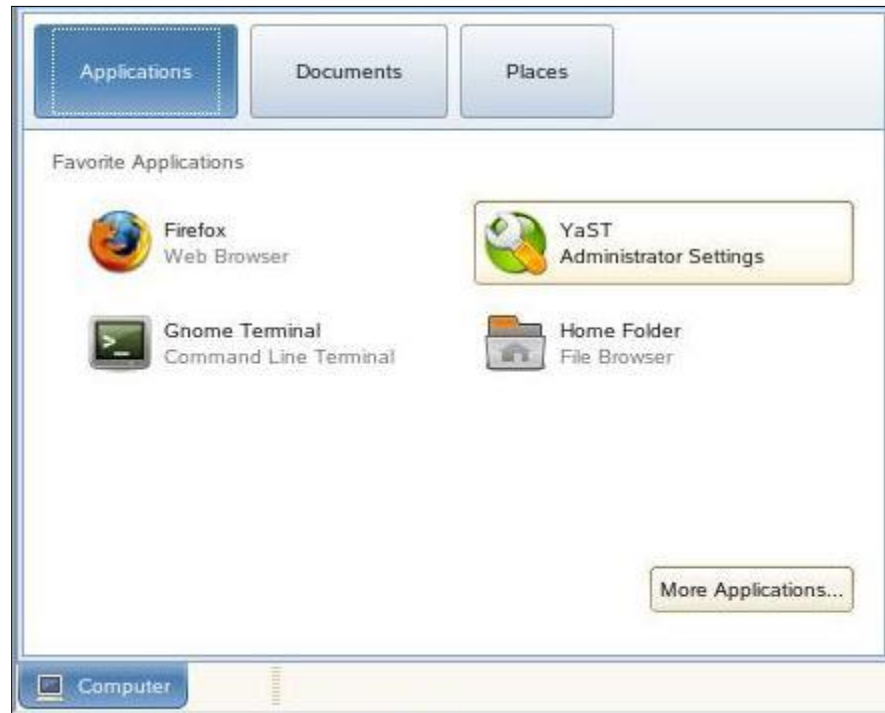 Applications
Documents
Places
Favorite Applications
Firefox
Web Browser
YaST
Administrator Settings
Gnome Terminal
Command Line Terminal
Home Folder
File Browser
More Applications...
Computer